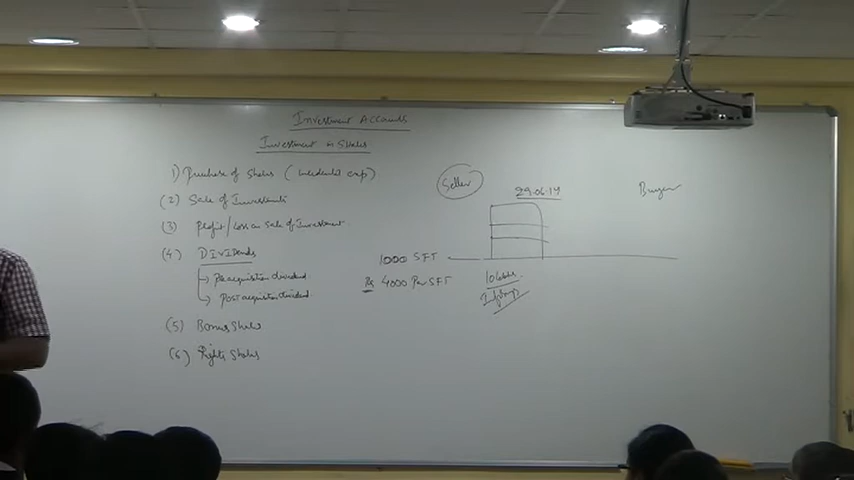 Investment Accounts
Investment in Shares
1) Purchase of Shares (Incidental exp)
(2) Sale of Investments
(3) Profit/Loss on Sale of Investment
(4) DIVIDENDS
Pre acquisition dividend
Post acquisition dividend
(5) Bonus Shares
(6) Rights Shares
Seller
29.06.14
Buyer
1000 SFT
Rs 4000 Per SFT